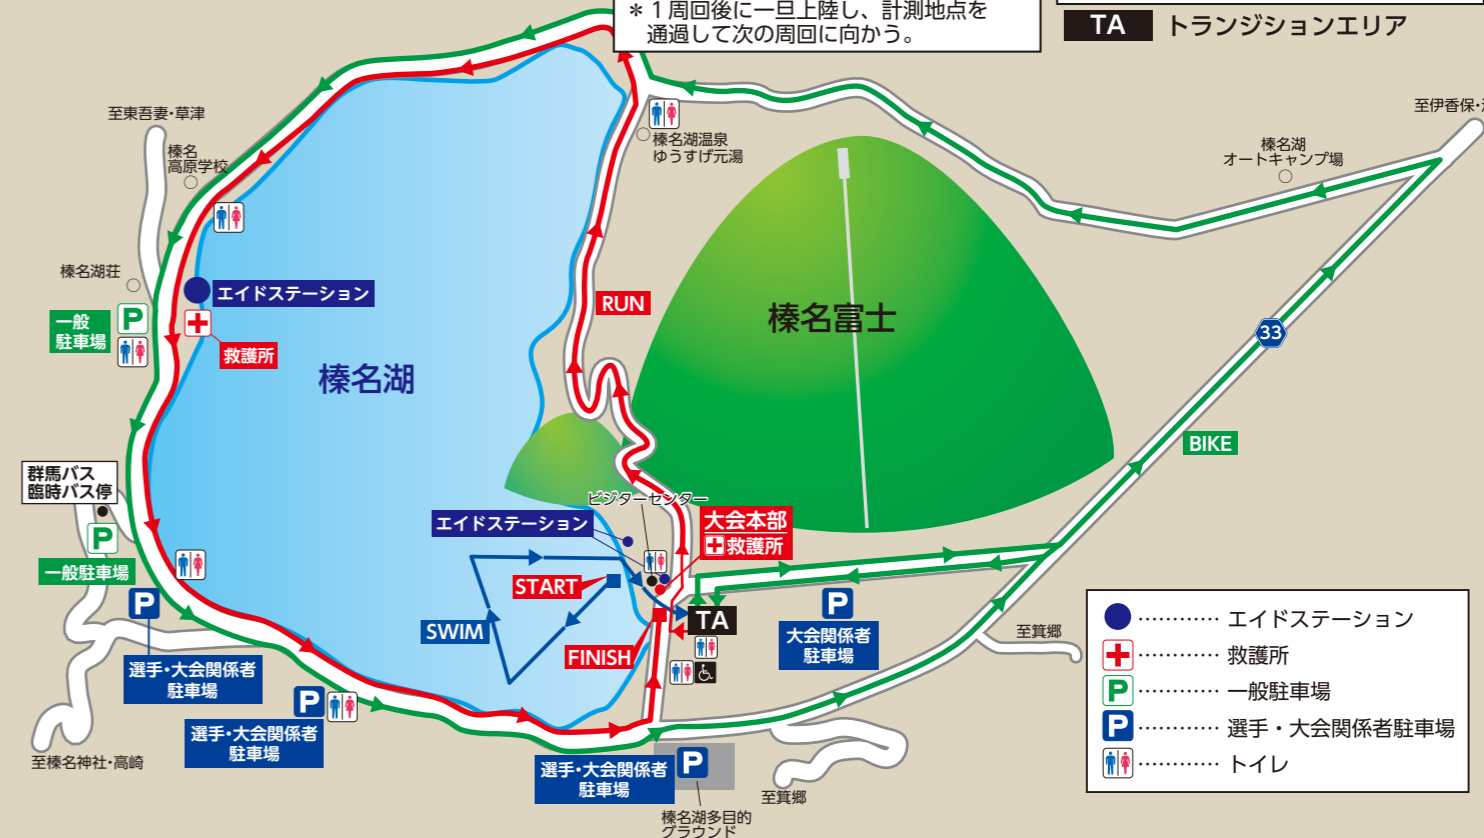 ＊１周回後に一旦上陸し、計測地点を
通過して次の周回に向かう。
TA トランジションエリア
至東吾妻・草津
榛名
高原学校
榛名湖温泉
ゆうすげ元湯
榛名湖
オートキャンプ場
至伊香保・
榛名湖荘
エイドステーション
一般
駐車場
P
救護所
RUN
榛名湖
榛名富士
33
BIKE
群馬バス
臨時バス停
P
一般駐車場
ビジターセンター
エイドステーション
大会本部
救護所
START
SWIM
FINISH
TA
P
大会関係者
駐車場
P
選手・大会関係者
駐車場
P
選手・大会関係者
駐車場
選手・大会関係者
駐車場
P
榛名湖多目的
グラウンド
至榛名神社・高崎
至箕郷
至箕郷
………… エイドステーション
………… 救護所
P ………… 一般駐車場
P ………… 選手・大会関係者駐車場
………… トイレ